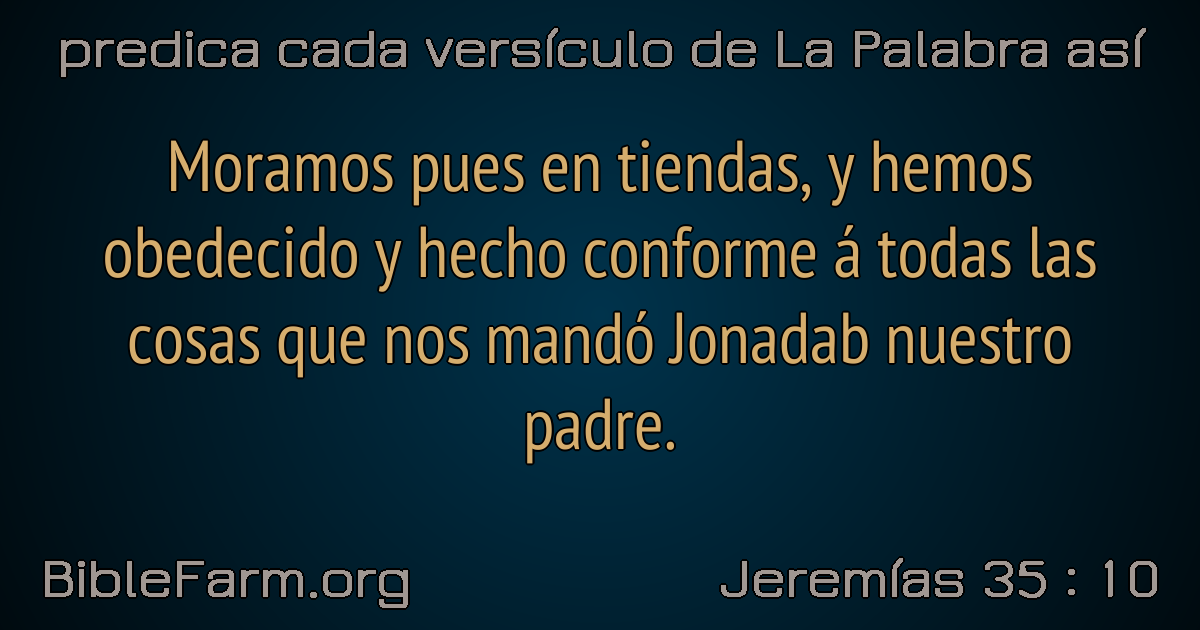 predica cada versículo de La Palabra así
Moramos pues en tiendas, y hemos
obedecido y hecho conforme á todas las
cosas que nos mandó Jonadab nuestro
padre.
BibleFarm.org
Jeremías 35 : 10